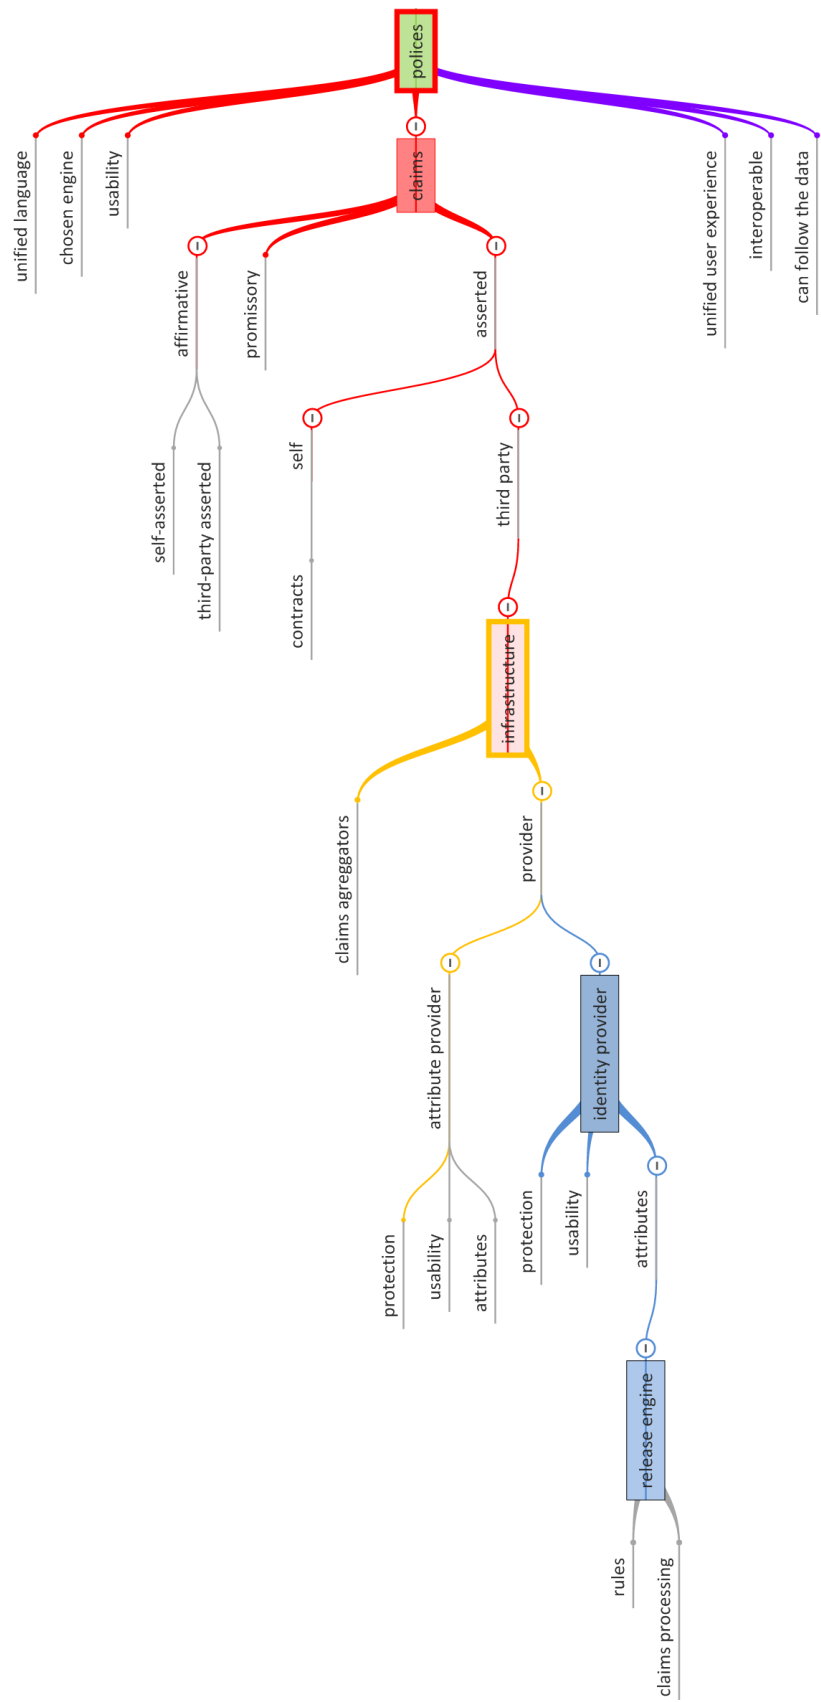 polices
unified language
chosen engine
usability
claims
unified user experience
interoperable
can follow the data
affirmative
promissory
asserted
self-asserted
third-party asserted
self
third party
contracts
infrastructure
claims agreggators
provider
attribute provider
identity provider
protection
usability
attributes
protection
usability
attributes
release engine
rules
claims processing